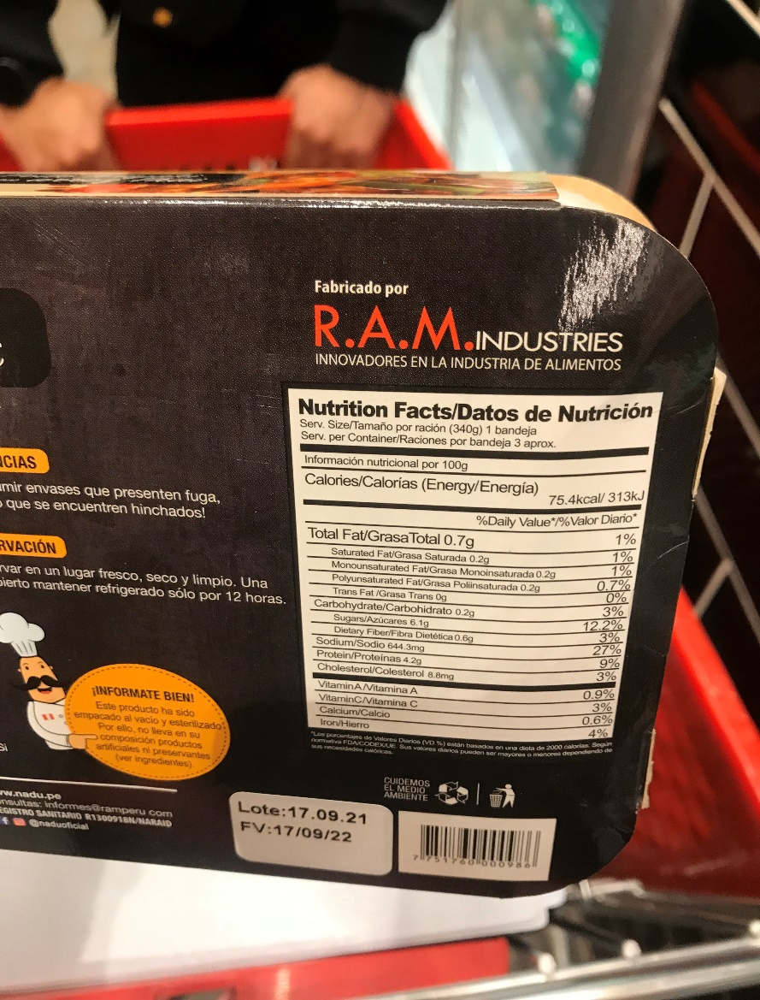 Fabricado por
R.A.M. INDUSTRIES
INNOVADORES EN LA INDUSTRIA DE ALIMENTOS
Nutrition Facts/Datos de Nutrición
Serv. Size/Tamaño por ración (340g) 1 bandeja
Serv. per Container/Raciones por bandeja 3 aprox.
Información nutricional por 100g
Calories/Calorías (Energy/Energía)
75.4kcal/ 313kJ
%Daily Value*/%Valor Diario*
Total Fat/GrasaTotal 0.7g 1%
Saturated Fat/Grasa Saturada 0.2g 1%
Monounsaturated Fat/Grasa Monoinsaturada 0.2g 1%
Polyunsaturated Fat/Grasa Poliinsaturada 0.2g 0.7%
Trans Fat /Grasa Trans 0g 0%
Carbohydrate/Carbohidrato 0.2g 3%
Sugars/Azúcares 6.1g 12.2%
Dietary Fiber/Fibra Dietética 0.6g 3%
Sodium/Sodio 644.3mg 27%
Protein/Proteínas 4.2g 9%
Cholesterol/Colesterol 8.8mg 3%
VitaminA/Vitamina A 0.9%
VitaminC/Vitamina C 3%
Calcium/Calcio 0.6%
Iron/Hierro 4%
*Los porcentajes de Valores Diarios (VD %) están basados en una dieta de 2000 calorías. Según
normativa FDA/CODEX/UE. Sus valores diarios pueden ser mayores o menores dependiendo de
sus necesidades calóricas.
NCIAS
mir envases que presenten fuga,
o que se encuentren hinchados!
RVACIÓN
rvar en un lugar fresco, seco y limpio. Una
bierto mantener refrigerado sólo por 12 horas.
¡INFORMATE BIEN!
Este producto ha sido
empacado al vacio y esterilizado
Por ello, no lleva en su
composición productos
artificiales ni preservantes
(ver ingredientes)
Si
ww.nadu.pe
nsultas: informes@ramperu com
EGISTRO SANITARIO R1300918N/NARAID
@naduoficial
CUIDEMOS
EL MEDIO
AMBIENTE
Lote:17.09.21
FV:17/09/22
7 751760 000986